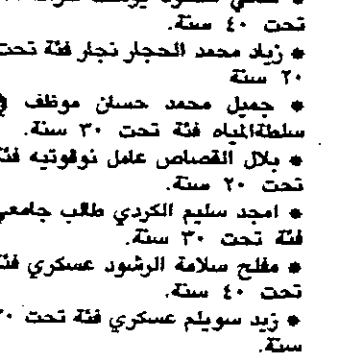 تحت ٤٠ سنة.
* زياد محمد الحجار نجار فئة تحت
٢٠ سنة
* جميل محمد حسان موظف في
سلطةالمياه فئة تحت ٣٠ سنة.
* بلال القصاص عامل نوفوتيه فئة
تحت ٢٠ سنة.
* امجد سليم الكردي طالب جامعي
فئة تحت ٣٠ سنة.
* مفلح سلامة الرشود عسكري فئة
تحت ٤٠ سنة.
* زيد سويلم عسكري فئة تحت
سنة.